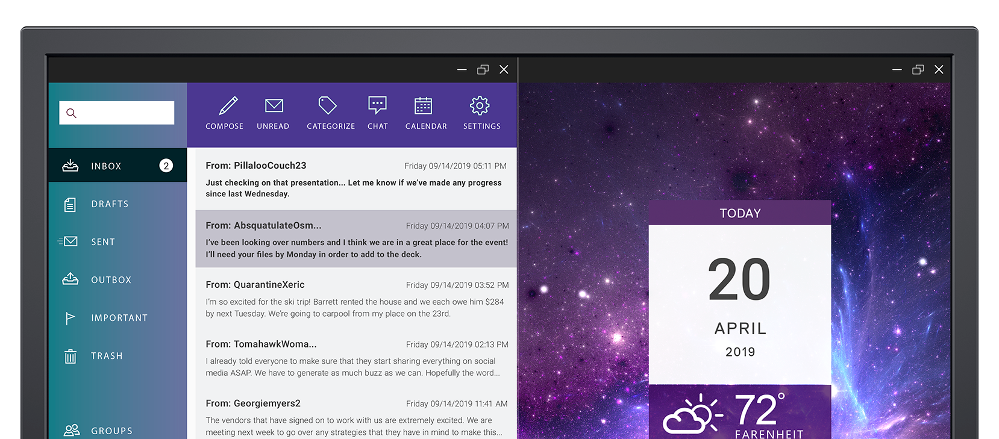 COMPOSE
UNREAD
CATEGORIZE
CHAT
CALENDAR
SETTINGS
INBOX
2
DRAFTS
SENT
OUTBOX
IMPORTANT
TRASH
GROUPS
From: PillalooCouch23
Friday 09/14/2019 05:11 PM
Just checking on that presentation... Let me know if we've made any progress
since last Wednesday.
From: AbsquatulateOsm...
Friday 09/14/2019 04:07 PM
I've been looking over numbers and I think we are in a great place for the event!
I'll need your files by Monday in order to add to the deck.
From: QuarantineXeric
Friday 09/14/2019 03:52 PM
I'm so excited for the ski trip! Barrett rented the house and we each owe him $284
by next Tuesday. We're going to carpool from my place on the 23rd.
From: TomahawkWoma...
Friday 09/14/2019 02:13 PM
I already told everyone to make sure that they start sharing everything on social
media ASAP. We have to generate as much buzz as we can. Hopefully the word...
From: Georgiemyers2
Friday 09/14/2019 11:41 AM
The vendors that have signed on to work with us are extremely excited. We are
meeting next week to go over any strategies that they have in mind to make this...
TODAY
20
APRIL
2019
72°
FARENHEIT